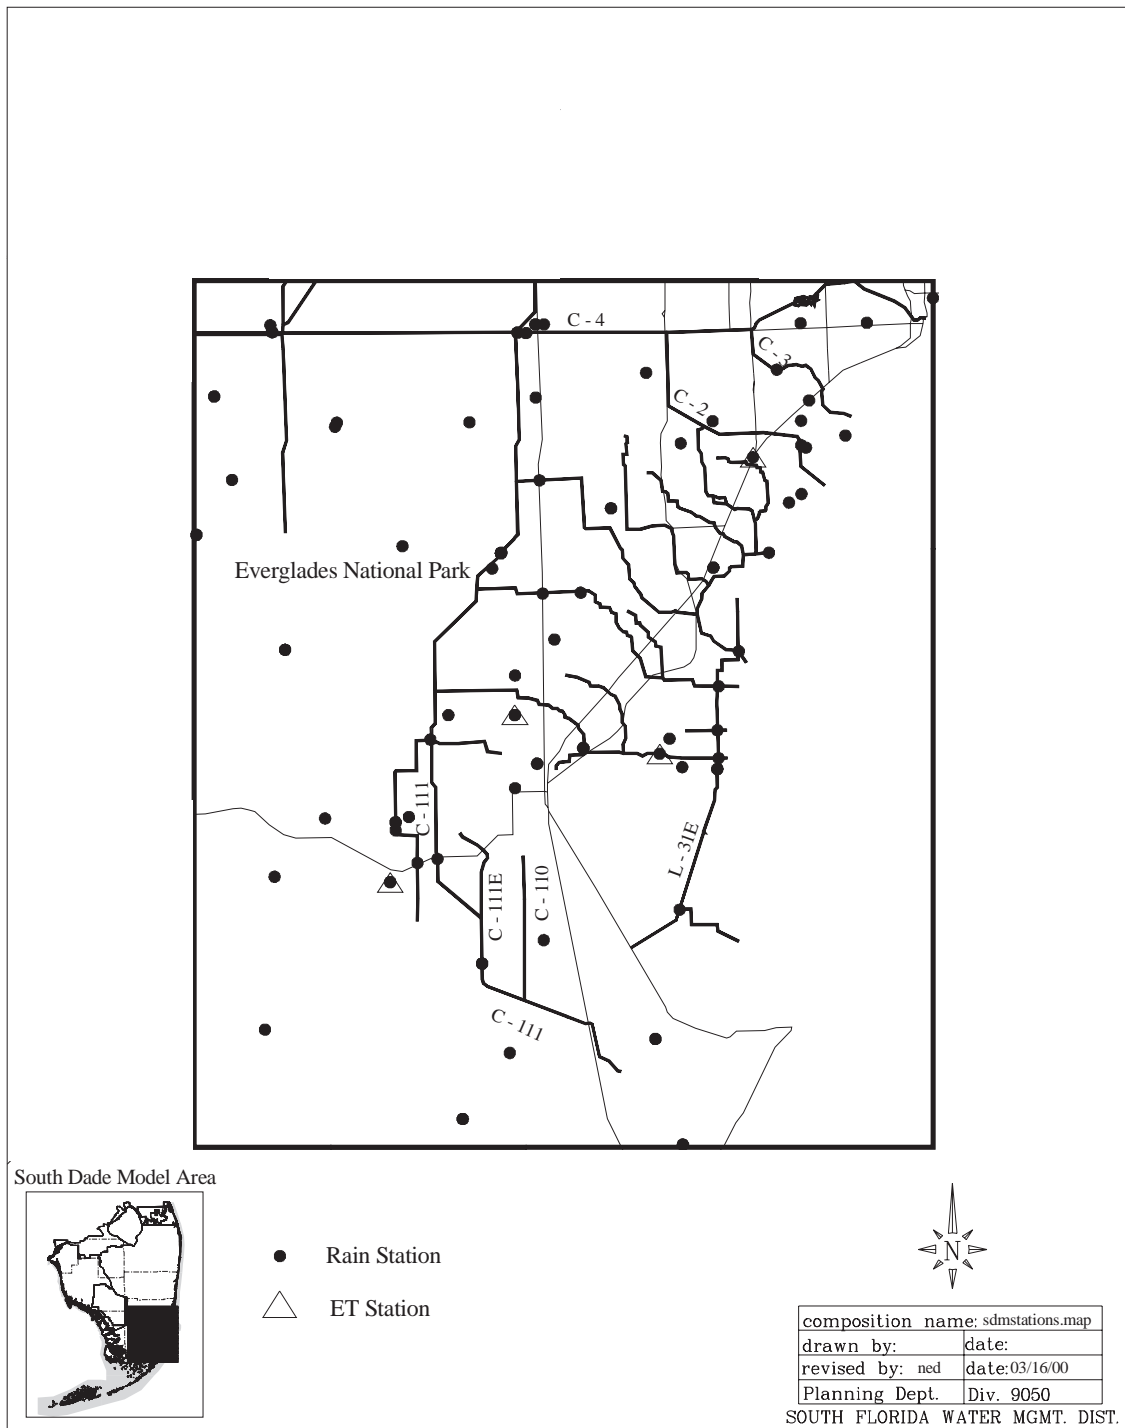 C - 4
C - 3
C - 2
Everglades National Park
C - 111
L - 31E
C - 111E
C - 110
C - 111
South Dade Model Area
Rain Station
ET Station
N
composition name: sdmstations.map
drawn by: date:
revised by: ned date: 03/16/00
Planning Dept. Div. 9050
SOUTH FLORIDA WATER MGMT. DIST.